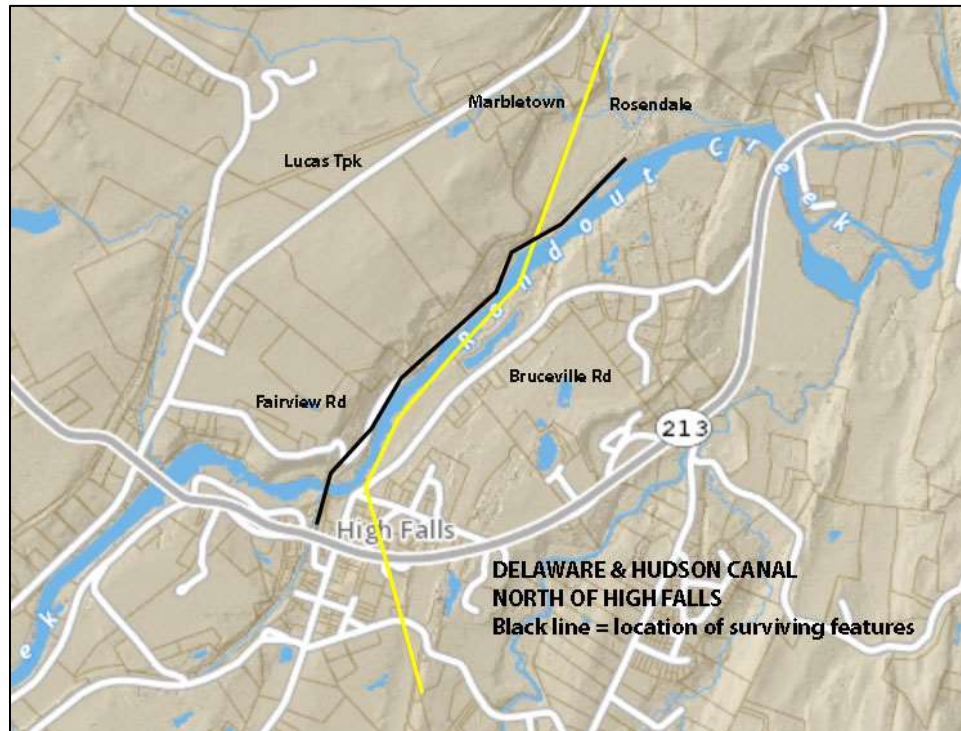 Marbletown
Rosendale
Lucas Tpk
Rondout Creek
Fairview Rd
Bruceville Rd
213
High Falls
ek
DELAWARE & HUDSON CANAL
NORTH OF HIGH FALLS
Black line = location of surviving features